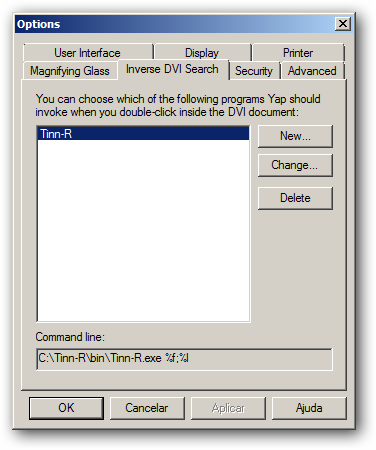 Options
User Interface Display Printer
Magnifying Glass Inverse DVI Search Security Advanced
You can choose which of the following programs Yap should
invoke when you double-click inside the DVI document:
Tinn-R
New...
Change...
Delete
Command line:
C:\Tinn-R\bin\Tinn-R.exe %f;%l
OK Cancelar Aplicar Ajuda